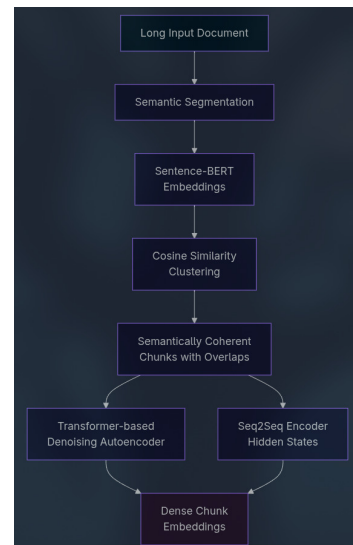 Long Input Document
Semantic Segmentation
Sentence-BERT
Embeddings
Cosine Similarity
Clustering
Semantically Coherent
Chunks with Overlaps
Transformer-based
Denoising Autoencoder
Seq2Seq Encoder
Hidden States
Dense Chunk
Embeddings